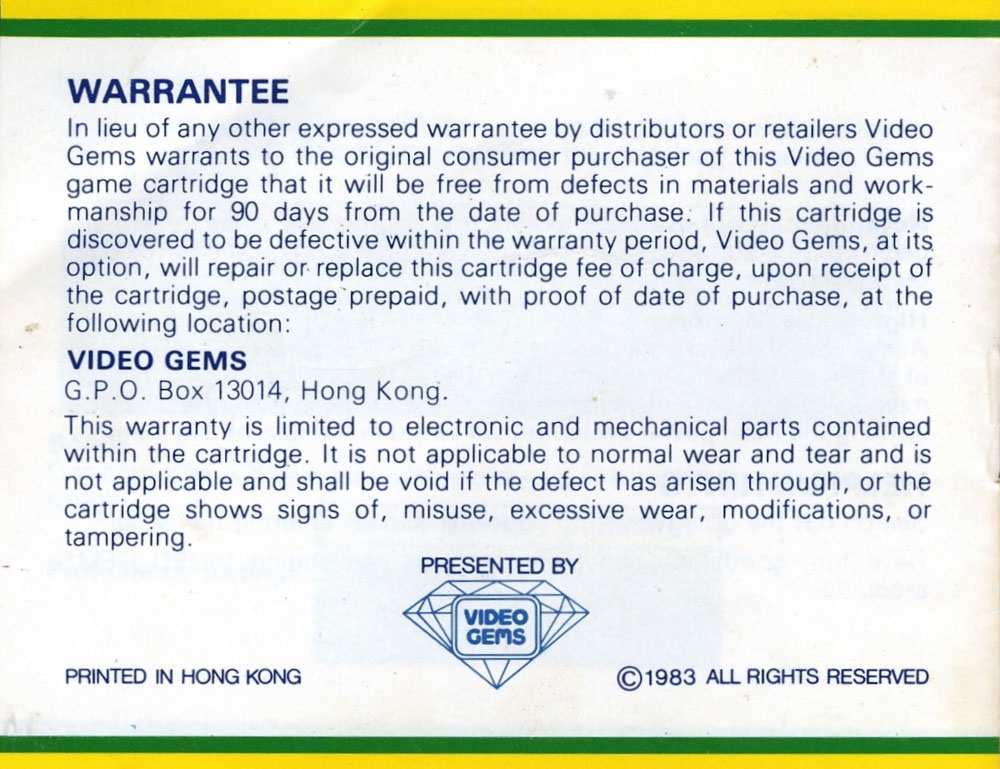 WARRANTEE
In lieu of any other expressed warrantee by distributors or retailers Video
Gems warrants to the original consumer purchaser of this Video Gems
game cartridge that it will be free from defects in materials and work-
manship for 90 days from the date of purchase. If this cartridge is
discovered to be defective within the warranty period, Video Gems, at its
option, will repair or replace this cartridge fee of charge, upon receipt of
the cartridge, postage prepaid, with proof of date of purchase, at the
following location:
VIDEO GEMS
G.P.O. Box 13014, Hong Kong.
This warranty is limited to electronic and mechanical parts contained
within the cartridge. It is not applicable to normal wear and tear and is
not applicable and shall be void if the defect has arisen through, or the
cartridge shows signs of, misuse, excessive wear, modifications, or
tampering.
PRESENTED BY
VIDEO
GEMS
PRINTED IN HONG KONG
©1983 ALL RIGHTS RESERVED